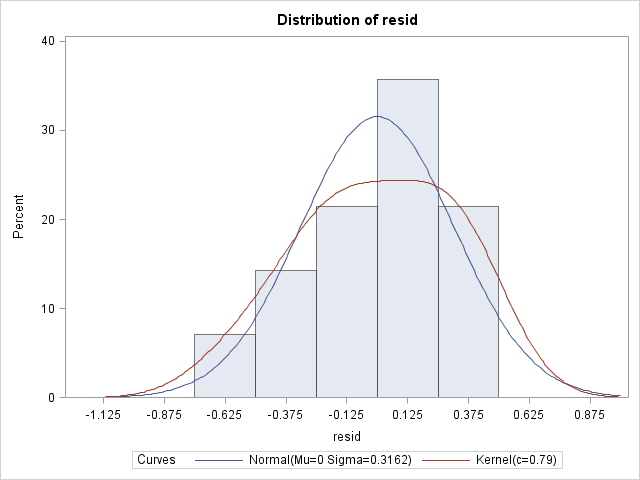 Distribution of resid
40
30
20
10
0
Percent
-1.125 -0.875 -0.625 -0.375 -0.125 0.125 0.375 0.625 0.875
resid
Curves Normal(Mu=0 Sigma=0.3162) Kernel(c=0.79)